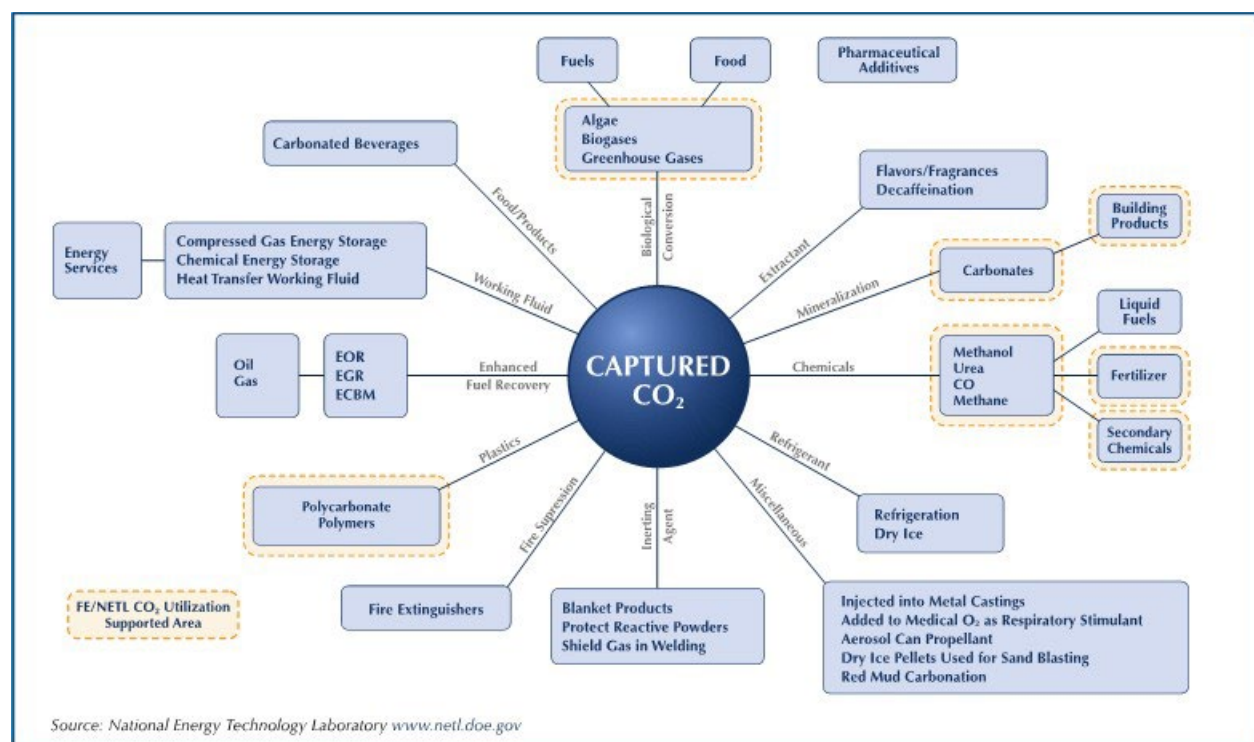 Fuels
Food
Pharmaceutical
Additives
Algae
Biogases
Greenhouse Gases
Carbonated Beverages
Flavors/Fragrances
Decaffeination
Building
Products
Food/Products
Biological
Conversion
Extractant
Energy
Services
Compressed Gas Energy Storage
Chemical Energy Storage
Heat Transfer Working Fluid
Working Fluid
Mineralization
Carbonates
Liquid
Fuels
Oil
Gas
EOR
EGR
ECBM
Enhanced
Fuel Recovery
CAPTURED
CO₂
Chemicals
Methanol
Urea
CO
Methane
Fertilizer
Secondary
Chemicals
Plastics
Refrigerant
Polycarbonate
Polymers
Fire Supression
Inerting
Agent
Miscellaneous
Refrigeration
Dry Ice
FE/NETL CO₂ Utilization
Supported Area
Fire Extinguishers
Blanket Products
Protect Reactive Powders
Shield Gas in Welding
Injected into Metal Castings
Added to Medical O₂ as Respiratory Stimulant
Aerosol Can Propellant
Dry Ice Pellets Used for Sand Blasting
Red Mud Carbonation
Source: National Energy Technology Laboratory www.netl.doe.gov